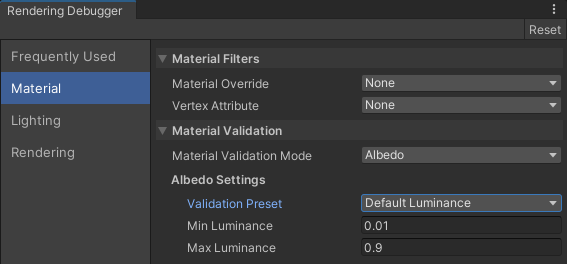 Rendering Debugger
Reset
Frequently Used
Material
Lighting
Rendering
Material Filters
Material Override None
Vertex Attribute None
Material Validation
Material Validation Mode Albedo
Albedo Settings
Validation Preset Default Luminance
Min Luminance 0.01
Max Luminance 0.9